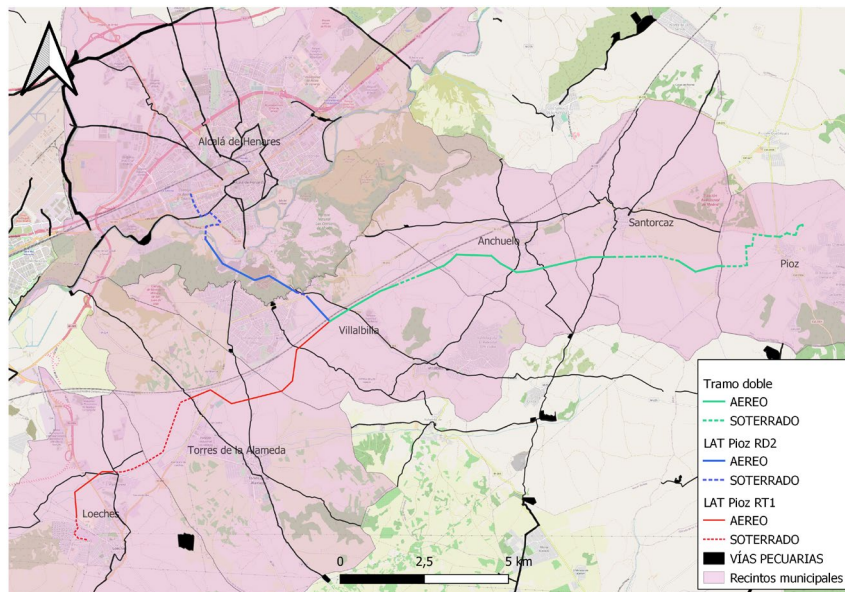 Alcalá de Henares
Santorcaz
Anchuelo
Pioz
Villalbilla
Torres de la Alameda
Loeches
0 2,5 5 km
Tramo doble
AEREO
SOTERRADO
LAT Pioz RD2
AEREO
SOTERRADO
LAT Pioz RT1
AEREO
SOTERRADO
VÍAS PECUARIAS
Recintos municipales